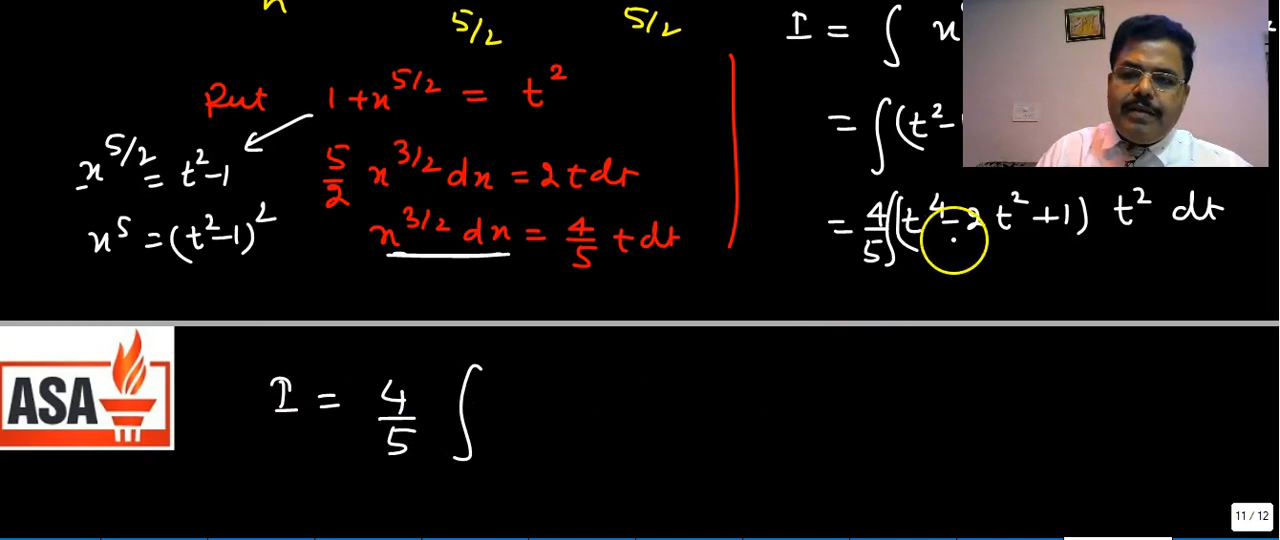 x
5/2 5/2
I = ∫ x
Put 1 + x^{5/2} = t^2
= ∫ (t^2 -
x^{5/2} = t^2 - 1
5/2 x^{3/2} dx = 2t dt
x^5 = (t^2 - 1)^2
x^{3/2} dx = 4/5 t dt
= 4/5 ∫ (t^4 - 2t^2 + 1) t^2 dt
ASA
I = 4/5 ∫
11 / 12